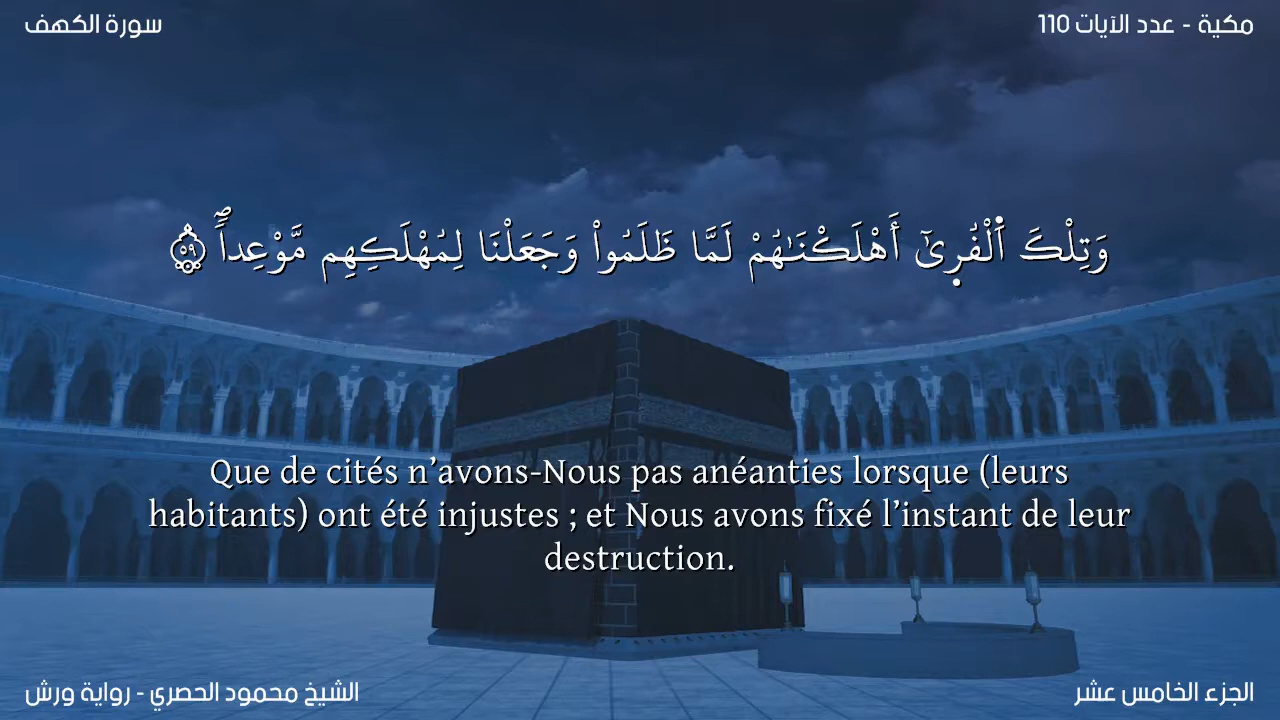 مكية - عدد الآيات 110
سورة الكهف
وَتِلْكَ اَ۬لْقُر۪ىٰٓ أَهْلَكْنَٰهُمْ لَمَّا ظَلَمُواْ وَجَعَلْنَا لِمُهْلَكِهِم مَّوْعِداٗۖ ٥٩
Que de cités n’avons-Nous pas anéanties lorsque (leurs
habitants) ont été injustes ; et Nous avons fixé l’instant de leur
destruction.
الجزء الخامس عشر
الشيخ محمود الحصري - رواية ورش